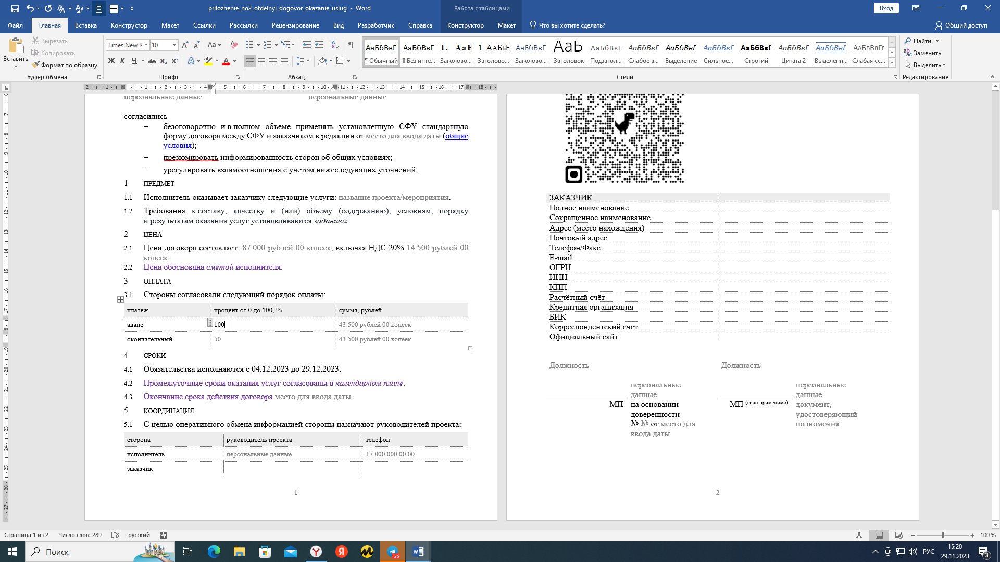 prilozhenie_no2_otdelnyi_dogovor_okazanie_uslug - Word
Работа с таблицами
Вход
Файл
Главная
Вставка
Конструктор
Макет
Ссылки
Рассылки
Рецензирование
Вид
Разработчик
Справка
Конструктор
Макет
Что вы хотите сделать?
Общий доступ
Вставить
Вырезать
Копировать
Формат по образцу
Буфер обмена
Times New R
10
Шрифт
Абзац
АаБбВвГ
¶ Обычный
АаБбВвГ
¶ Без инте...
1. АаБ
Заголово...
1 ААББЕ
Заголово...
АаБбВвГ
Заголово...
АаЬ
Заголовок
АаБбВвГ
Подзагол...
АаБбВвГ
Слабое в...
АаБбВвГ
Выделение
АаБбВвГ
Сильное...
АаБбВвГ
Строгий
АаБбВвГ
Цитата 2
АаБбВвГ
Выделенн...
ААБбВвГг
Слабая сс...
Стили
Найти
Заменить
Выделить
Редактирование
персональные данные персональные данные
согласились
– безоговорочно и в полном объеме применять установленную СФУ стандартную
форму договора между СФУ и заказчиком в редакции от место для ввода даты (общие
условия);
– презюмировать информированность сторон об общих условиях;
– урегулировать взаимоотношения с учетом нижеследующих уточнений.
1 ПРЕДМЕТ
1.1 Исполнитель оказывает заказчику следующие услуги: название проекта/мероприятия.
1.2 Требования к составу, качеству и (или) объему (содержанию), условиям, порядку
и результатам оказания услуг устанавливаются заданием.
2 ЦЕНА
2.1 Цена договора составляет: 87 000 рублей 00 копеек, включая НДС 20% 14 500 рублей 00
копеек.
2.2 Цена обоснована сметой исполнителя.
3 ОПЛАТА
3.1 Стороны согласовали следующий порядок оплаты:
платеж процент от 0 до 100, % сумма, рублей
аванс 100 43 500 рублей 00 копеек
окончательный 50 43 500 рублей 00 копеек
4 СРОКИ
4.1 Обязательства исполняются с 04.12.2023 до 29.12.2023.
4.2 Промежуточные сроки оказания услуг согласованы в календарном плане.
4.3 Окончание срока действия договора место для ввода даты.
5 КООРДИНАЦИЯ
5.1 С целью оперативного обмена информацией стороны назначают руководителей проекта:
сторона руководитель проекта телефон
исполнитель персональные данные +7 000 000 00 00
заказчик
1
ЗАКАЗЧИК
Полное наименование
Сокращенное наименование
Адрес (место нахождения)
Почтовый адрес
Телефон/Факс:
E-mail
ОГРН
ИНН
КПП
Расчётный счёт
Кредитная организация
БИК
Корреспондентский счет
Официальный сайт
Должность
МП
персональные
данные
на основании
доверенности
№ № от место для
ввода даты
Должность
МП (если применимо)
персональные
данные
документ,
удостоверяющий
полномочия
2
Страница 1 из 2
Число слов: 289
русский
100 %
Поиск
РУС
15:20
29.11.2023
3